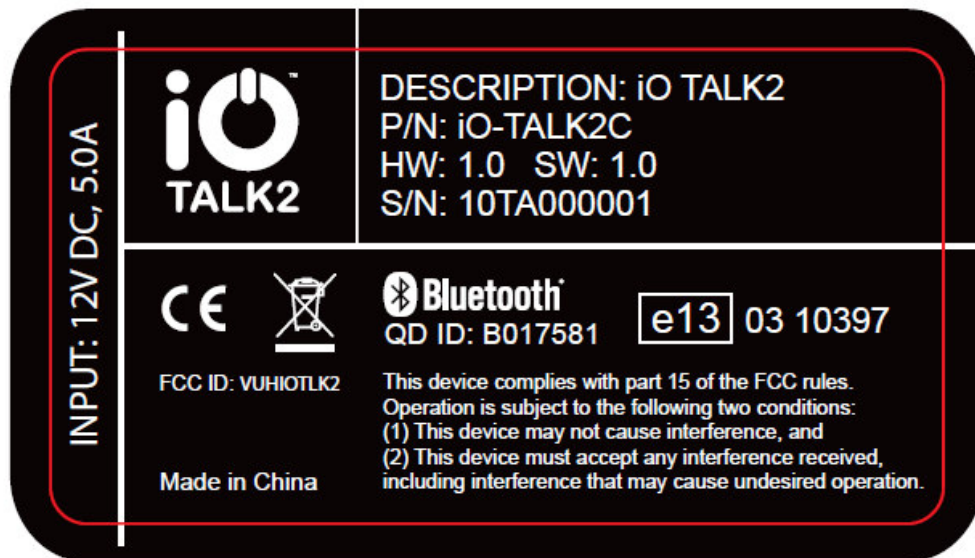 INPUT: 12V DC, 5.0A
iO™
TALK2
DESCRIPTION: iO TALK2
P/N: iO-TALK2C
HW: 1.0 SW: 1.0
S/N: 10TA000001
CE
Bluetooth®
QD ID: B017581
e13 03 10397
FCC ID: VUHIOTLK2
This device complies with part 15 of the FCC rules.
Operation is subject to the following two conditions:
(1) This device may not cause interference, and
(2) This device must accept any interference received,
including interference that may cause undesired operation.
Made in China